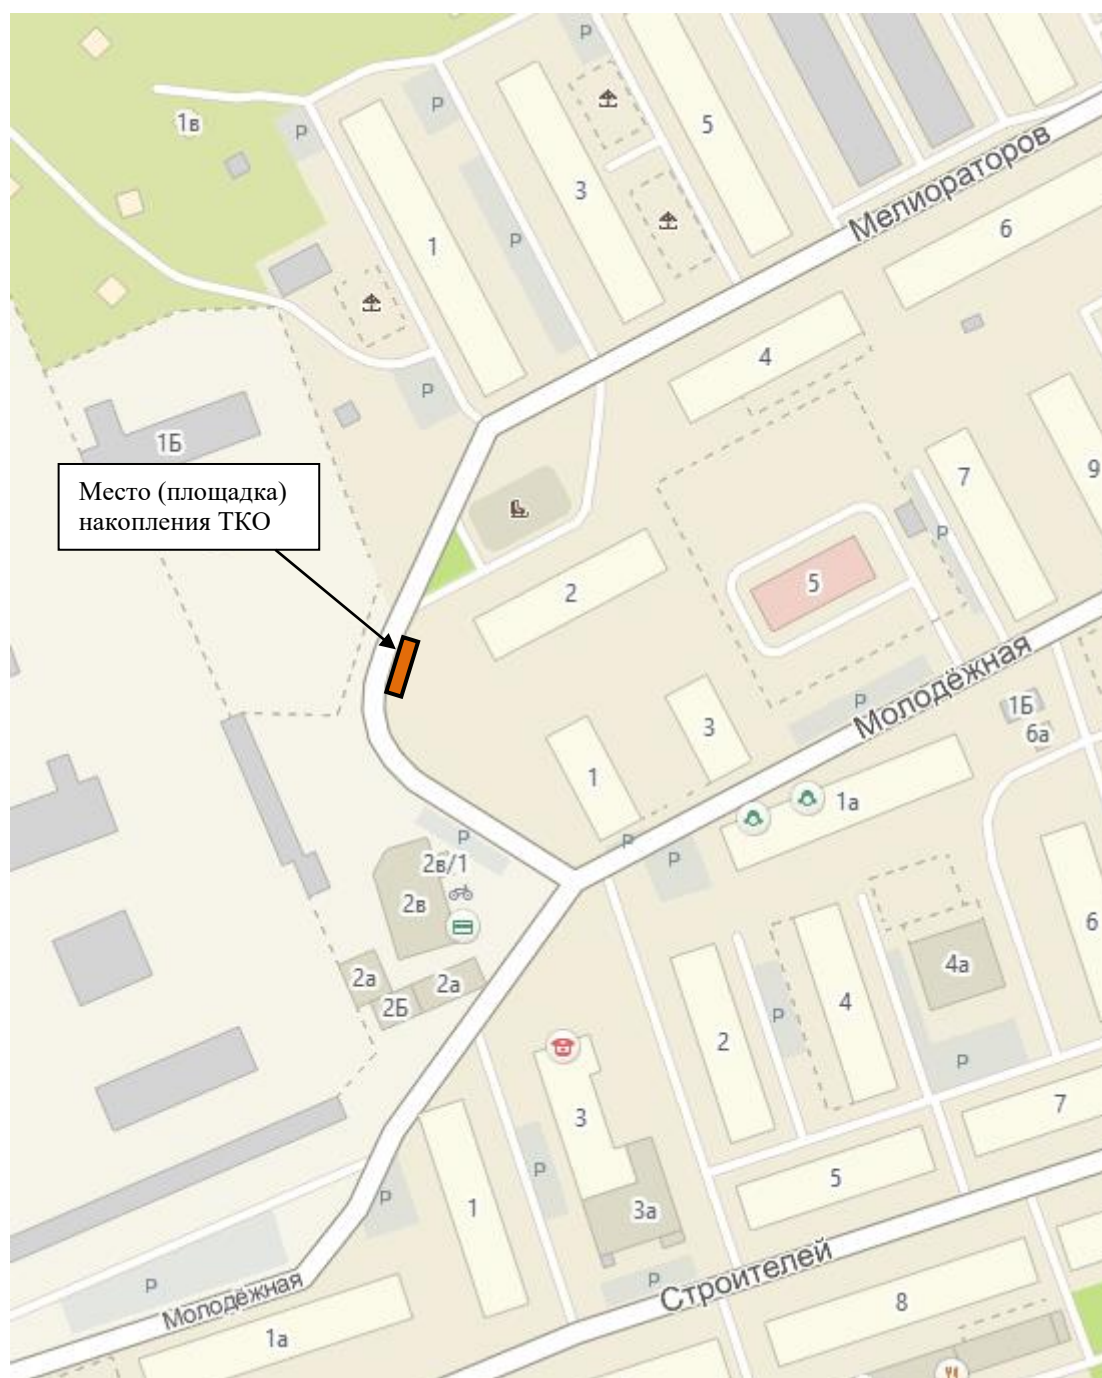 P
1в
P
P
5
3
P
1
Мелиораторов
6
4
P
1Б
7
9
Место (площадка)
накопления ТКО
P
5
2
Молодёжная
P
1Б
6а
3
1
1а
P
P
P
2в/1
2в
6
4а
2а
2а
2Б
4
P
2
P
3
7
P
5
P
1
3а
P
Строителей
P
Молодёжная
8
1а